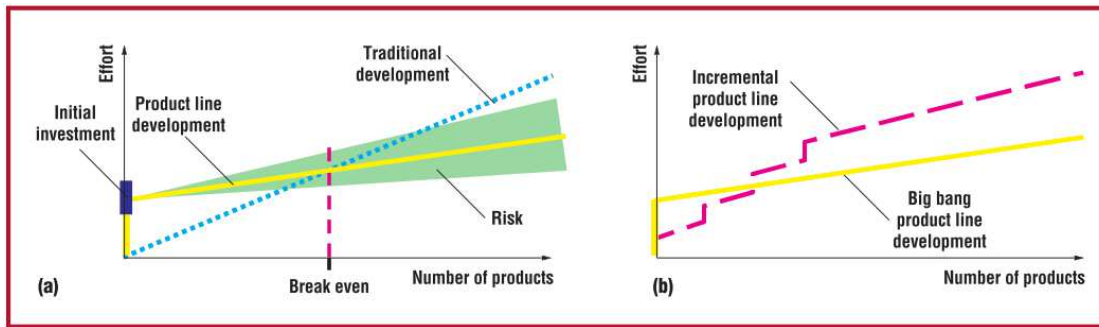 Effort
Initial
investment
Product line
development
Traditional
development
Risk
Break even
Number of products
(a)
Effort
Incremental
product line
development
Big bang
product line
development
Number of products
(b)